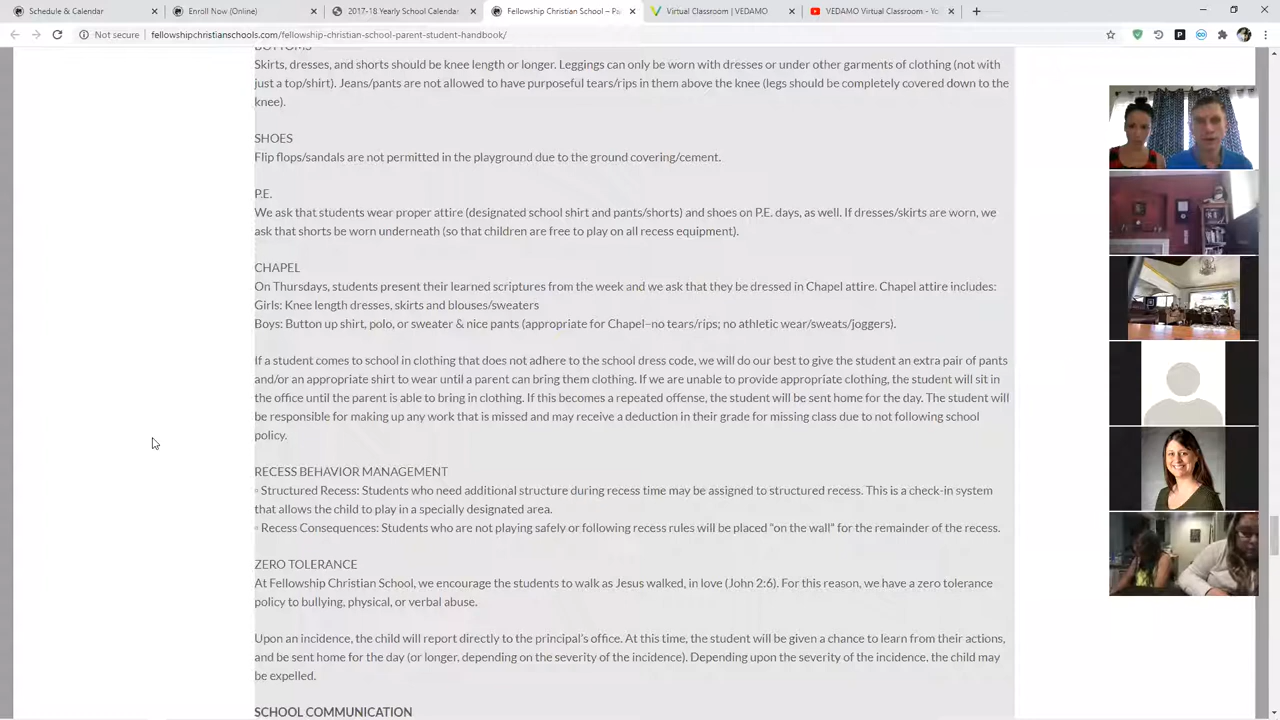 Schedule & Calendar
Enroll Now (Online)
2017-18 Yearly School Calendar
Fellowship Christian School – Pa
Virtual Classroom | VEDAMO
VEDAMO Virtual Classroom - Yo
Not secure
fellowshipchristianschools.com/fellowship-christian-school-parent-student-handbook/
BOTTOMS
Skirts, dresses, and shorts should be knee length or longer. Leggings can only be worn with dresses or under other garments of clothing (not with
just a top/shirt). Jeans/pants are not allowed to have purposeful tears/rips in them above the knee (legs should be completely covered down to the
knee).
SHOES
Flip flops/sandals are not permitted in the playground due to the ground covering/cement.
P.E.
We ask that students wear proper attire (designated school shirt and pants/shorts) and shoes on P.E. days, as well. If dresses/skirts are worn, we
ask that shorts be worn underneath (so that children are free to play on all recess equipment).
CHAPEL
On Thursdays, students present their learned scriptures from the week and we ask that they be dressed in Chapel attire. Chapel attire includes:
Girls: Knee length dresses, skirts and blouses/sweaters
Boys: Button up shirt, polo, or sweater & nice pants (appropriate for Chapel–no tears/rips; no athletic wear/sweats/joggers).
If a student comes to school in clothing that does not adhere to the school dress code, we will do our best to give the student an extra pair of pants
and/or an appropriate shirt to wear until a parent can bring them clothing. If we are unable to provide appropriate clothing, the student will sit in
the office until the parent is able to bring in clothing. If this becomes a repeated offense, the student will be sent home for the day. The student will
be responsible for making up any work that is missed and may receive a deduction in their grade for missing class due to not following school
policy.
RECESS BEHAVIOR MANAGEMENT
◦ Structured Recess: Students who need additional structure during recess time may be assigned to structured recess. This is a check-in system
that allows the child to play in a specially designated area.
◦ Recess Consequences: Students who are not playing safely or following recess rules will be placed "on the wall" for the remainder of the recess.
ZERO TOLERANCE
At Fellowship Christian School, we encourage the students to walk as Jesus walked, in love (John 2:6). For this reason, we have a zero tolerance
policy to bullying, physical, or verbal abuse.
Upon an incidence, the child will report directly to the principal's office. At this time, the student will be given a chance to learn from their actions,
and be sent home for the day (or longer, depending on the severity of the incidence). Depending upon the severity of the incidence, the child may
be expelled.
SCHOOL COMMUNICATION